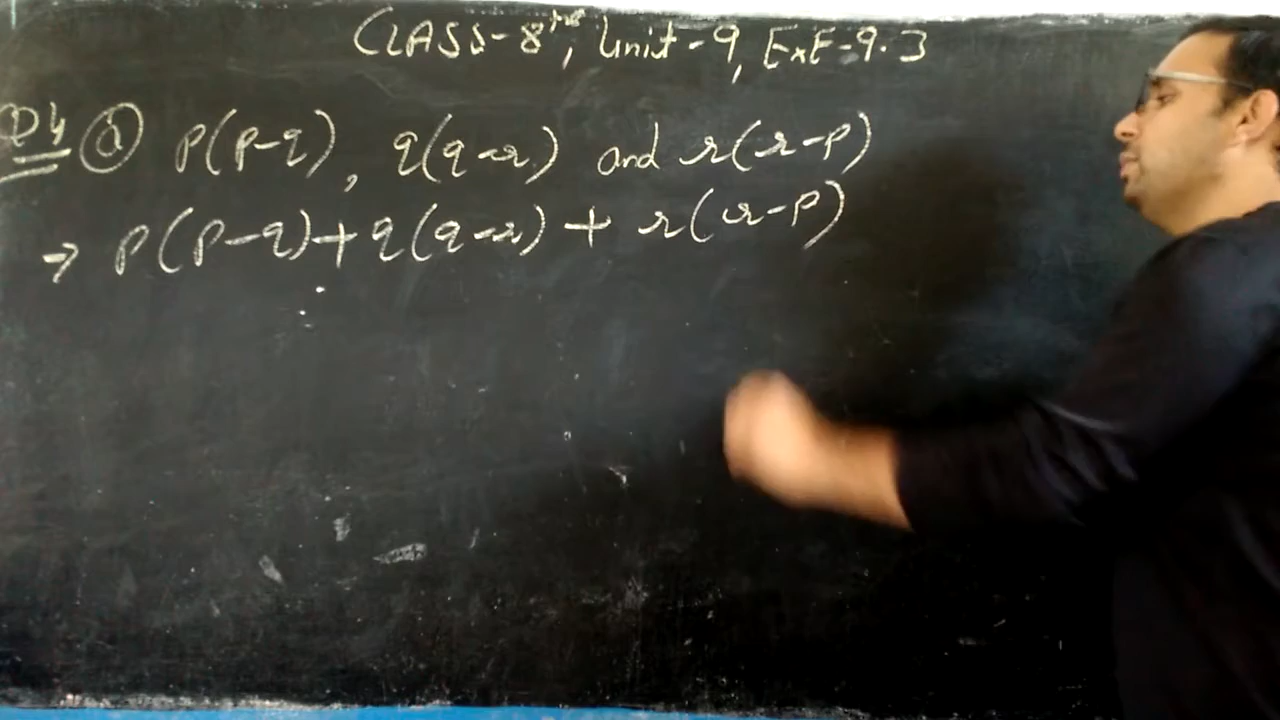 CLASS-8th, Unit-9, EXE-9.3
Q4 (a) p(p-q), q(q-r) and r(r-p)
→ p(p-q)+q(q-r)+r(r-p)